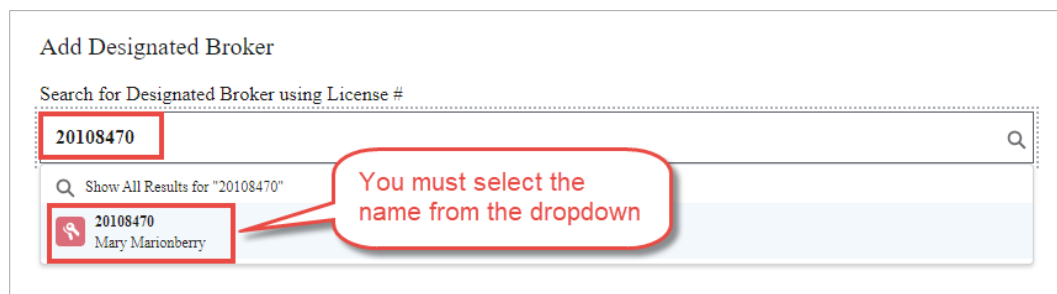 Add Designated Broker
Search for Designated Broker using License #
20108470
Show All Results for "20108470"
20108470
Mary Marionberry
You must select the
name from the dropdown